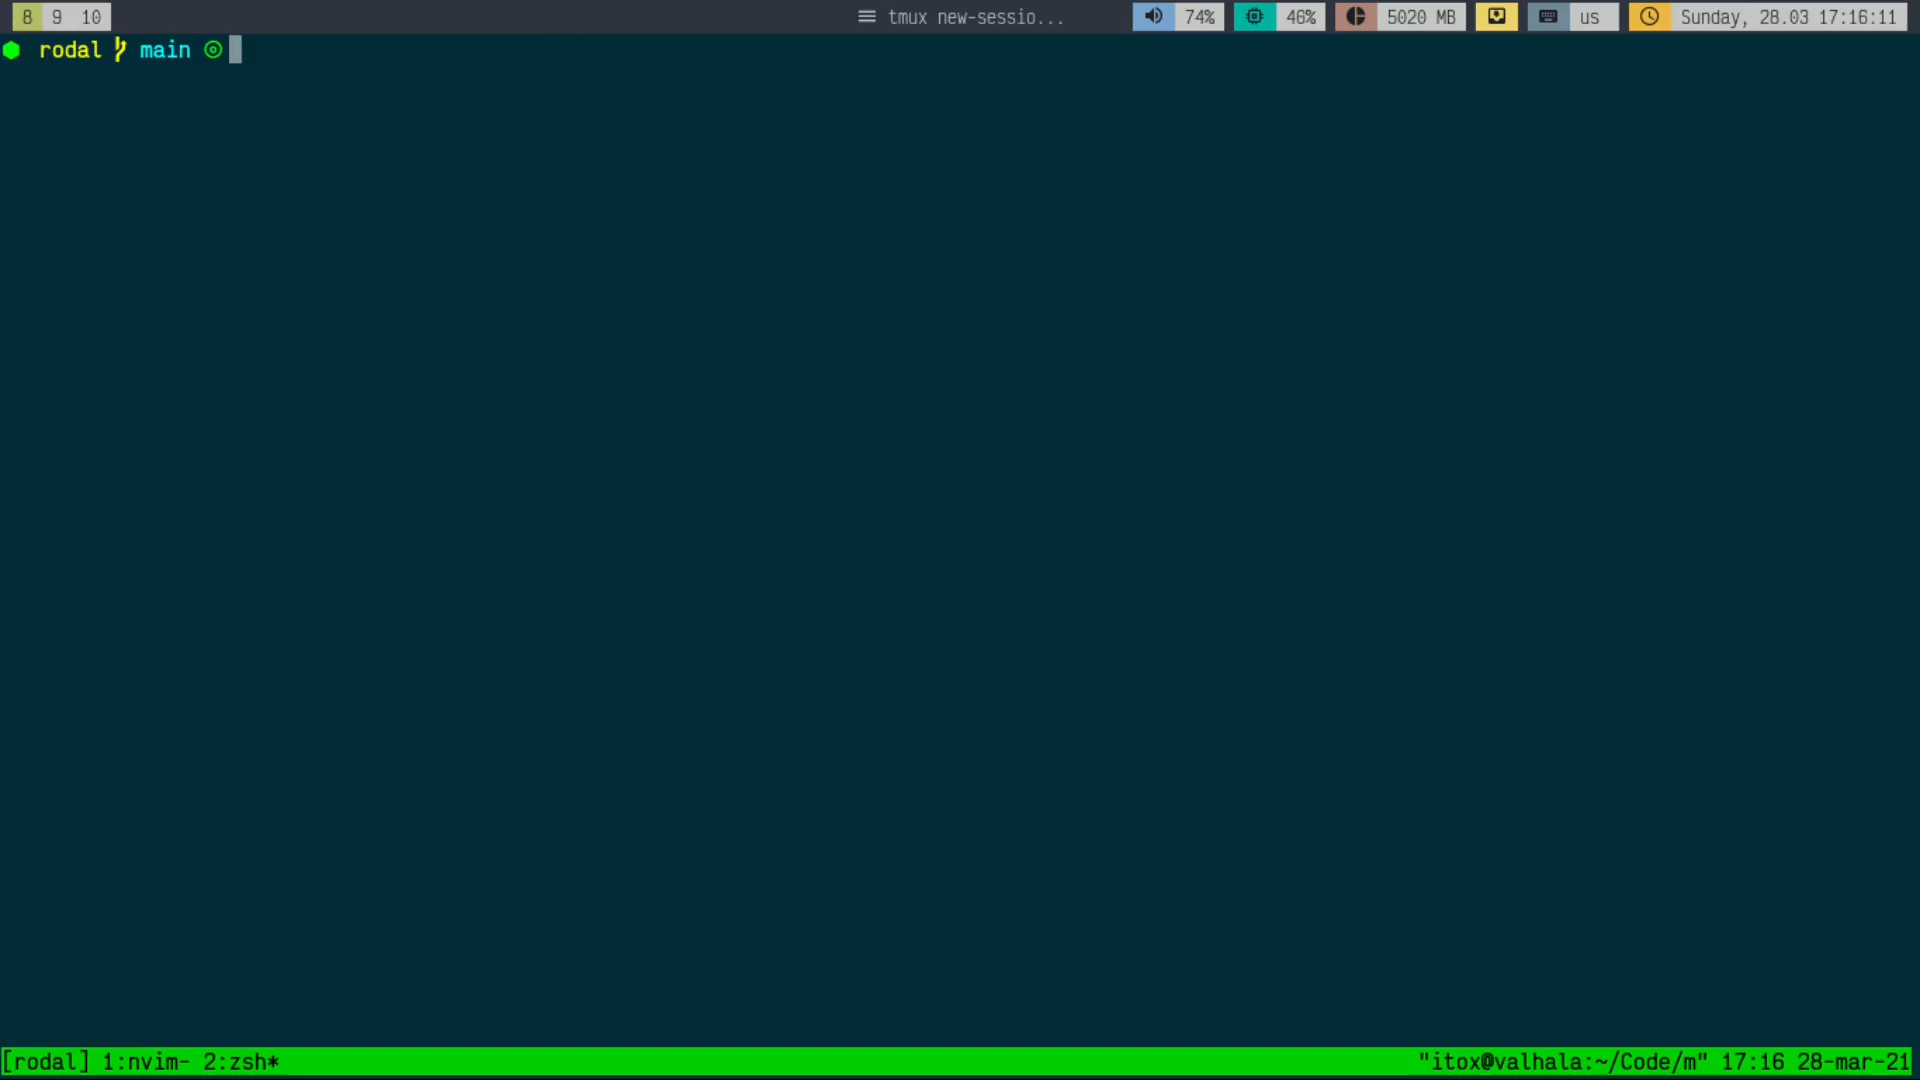 8 9 10 tmux new-sessio... 74% 46% 5020 MB us Sunday, 28.03 17:16:11
rodal main
[rodal] 1:nvim- 2:zsh* "itox@valhala:~/Code/m" 17:16 28-mar-21